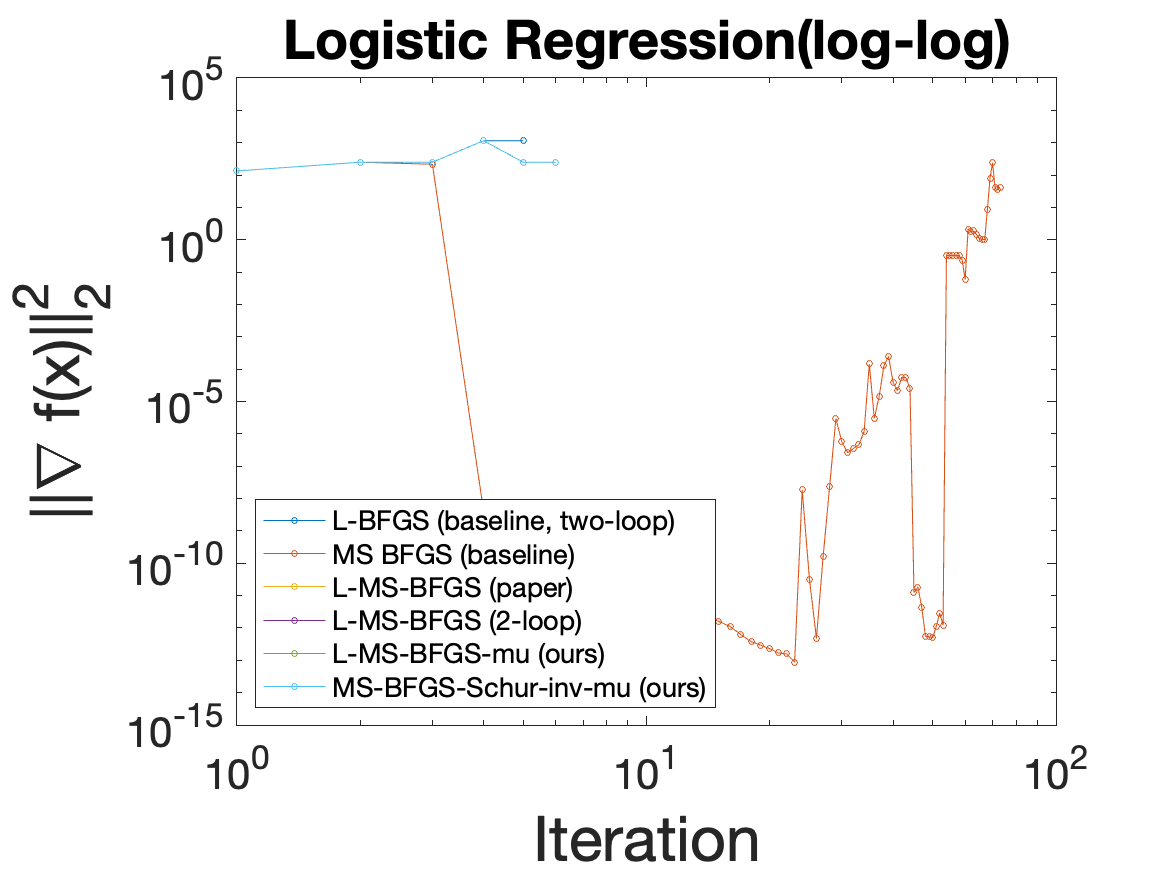 Logistic Regression(log-log)
10^5
10^0
10^-5
10^-10
10^-15
||∇ f(x)||_2^2
L-BFGS (baseline, two-loop)
MS BFGS (baseline)
L-MS-BFGS (paper)
L-MS-BFGS (2-loop)
L-MS-BFGS-mu (ours)
MS-BFGS-Schur-inv-mu (ours)
10^0 10^1 10^2
Iteration